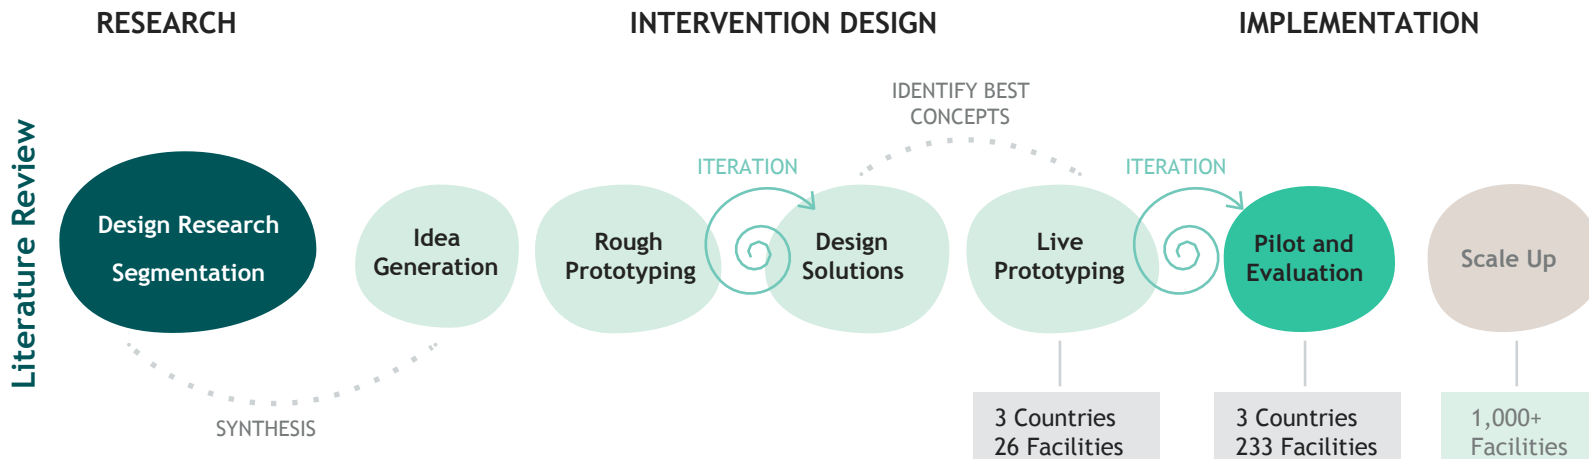 RESEARCH
INTERVENTION DESIGN
IMPLEMENTATION
Literature Review
Design Research
Segmentation
SYNTHESIS
Idea
Generation
Rough
Prototyping
ITERATION
Design
Solutions
IDENTIFY BEST
CONCEPTS
Live
Prototyping
3 Countries
26 Facilities
ITERATION
Pilot and
Evaluation
3 Countries
233 Facilities
Scale Up
1,000+
Facilities